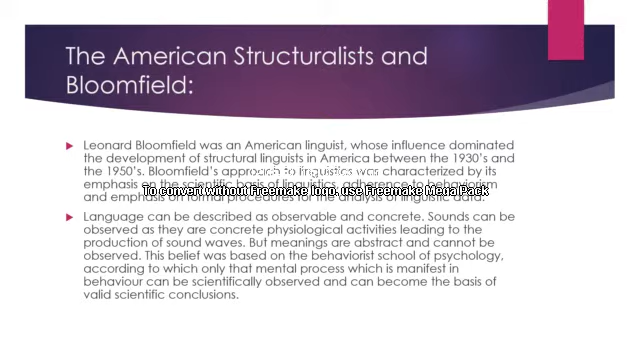 The American Structuralists and
Bloomfield:
Leonard Bloomfield was an American linguist, whose influence dominated
the development of structural linguists in America between the 1930's and
the 1950's. Bloomfield's approach to linguistics was characterized by its
emphasis on the scientific basis of linguistics, adherence to behaviorism
To convert without Freemake logo use Freemake Mega Pack
and emphasis on formal procedures for the analysis of linguistic data.
Language can be described as observable and concrete. Sounds can be
observed as they are concrete physiological activities leading to the
production of sound waves. But meanings are abstract and cannot be
observed. This belief was based on the behaviorist school of psychology,
according to which only that mental process which is manifest in
behaviour can be scientifically observed and can become the basis of
valid scientific conclusions.